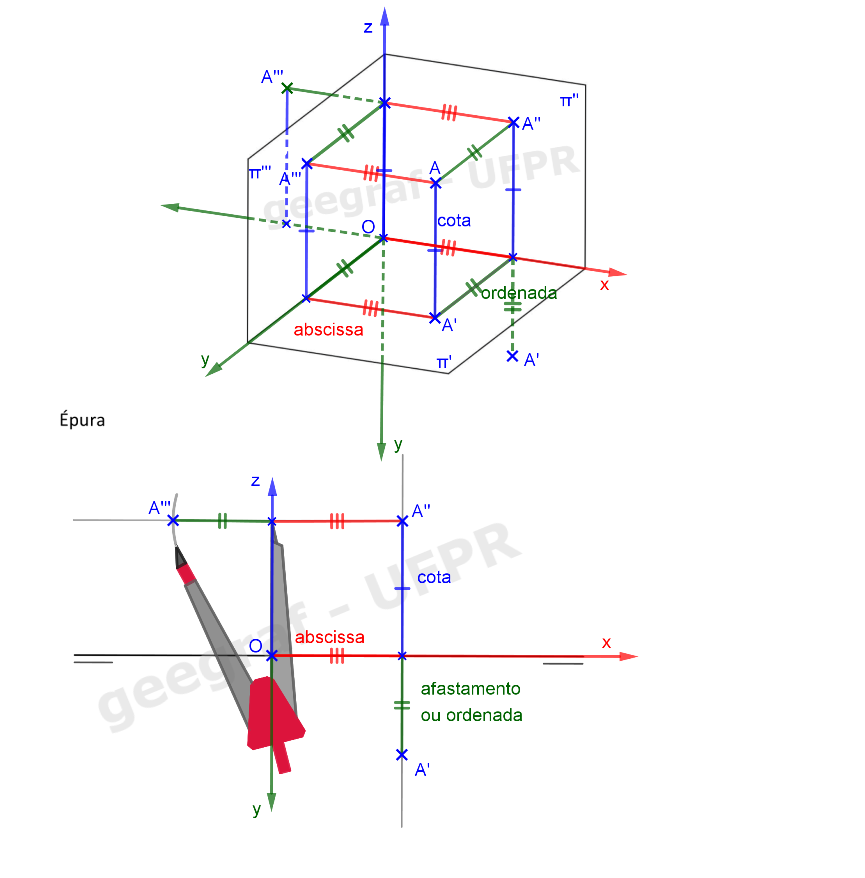 z
A'''
π''
A''
π'''
A'''
A
geegraf - UFPR
cota
O
ordenada
x
abscissa
A'
y
π'
A'
Épura
y
z
A'''
A''
geegraf - UFPR
cota
O
abscissa
x
afastamento
ou ordenada
A'
y